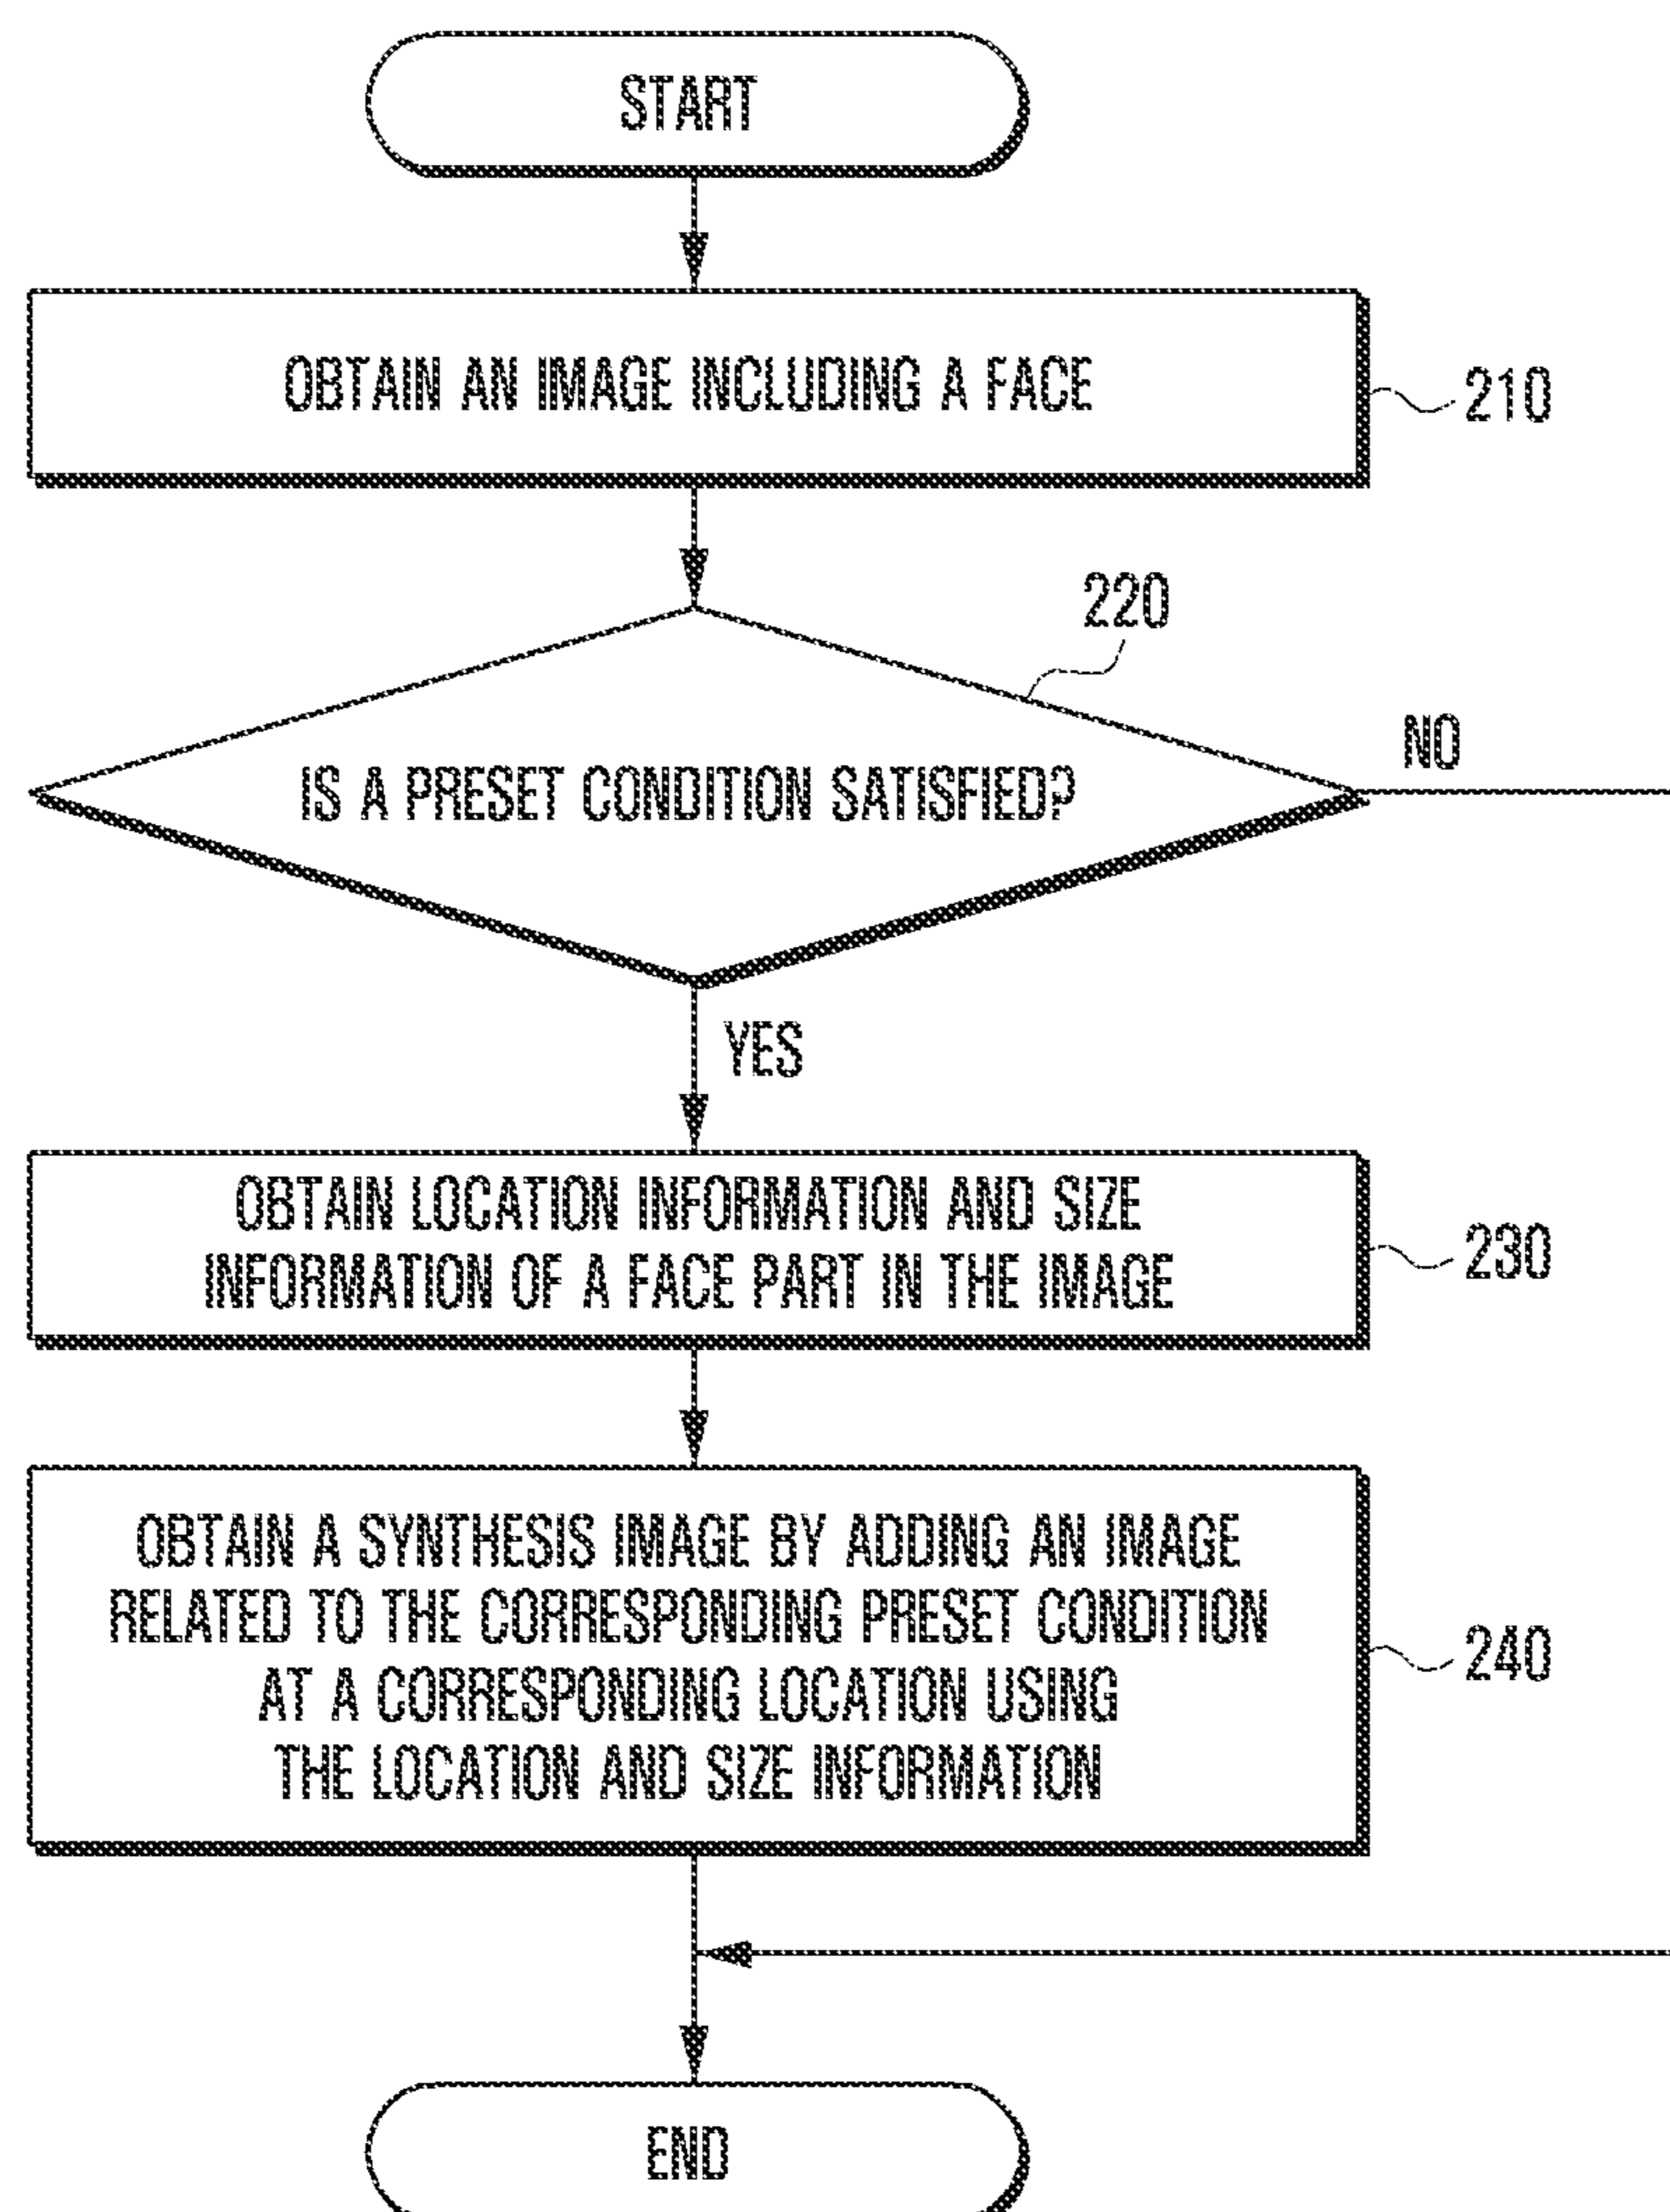 START
OBTAIN AN IMAGE INCLUDING A FACE
210
220
IS A PRESET CONDITION SATISFIED?
NO
YES
OBTAIN LOCATION INFORMATION AND SIZE
INFORMATION OF A FACE PART IN THE IMAGE
230
OBTAIN A SYNTHESIS IMAGE BY ADDING AN IMAGE
RELATED TO THE CORRESPONDING PRESET CONDITION
AT A CORRESPONDING LOCATION USING
THE LOCATION AND SIZE INFORMATION
240
END